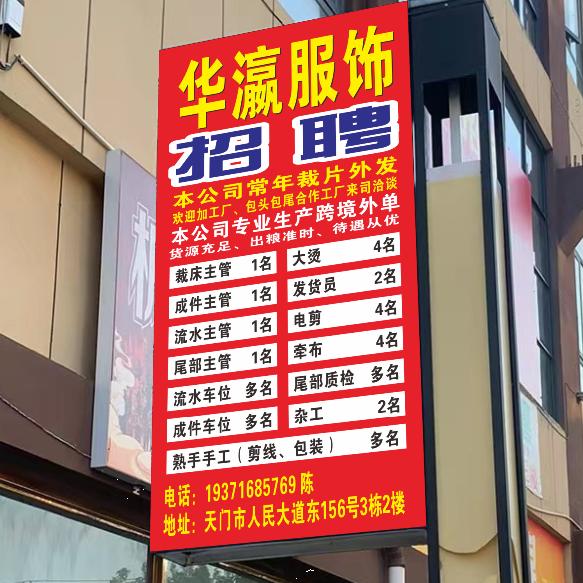 华瀛服饰
招聘
本公司常年裁片外发
欢迎加工厂、包头包尾合作工厂来司洽谈
本公司专业生产跨境外单
货源充足、出粮准时、待遇从优
裁床主管 1名 大烫 4名
成件主管 1名 发货员 2名
流水主管 1名 电剪 4名
尾部主管 1名 牵布 4名
流水车位 多名 尾部质检 多名
成件车位 多名 杂工 2名
熟手手工（剪线、包装） 多名
电话：19371685769 陈
地址：天门市人民大道东156号3栋2楼